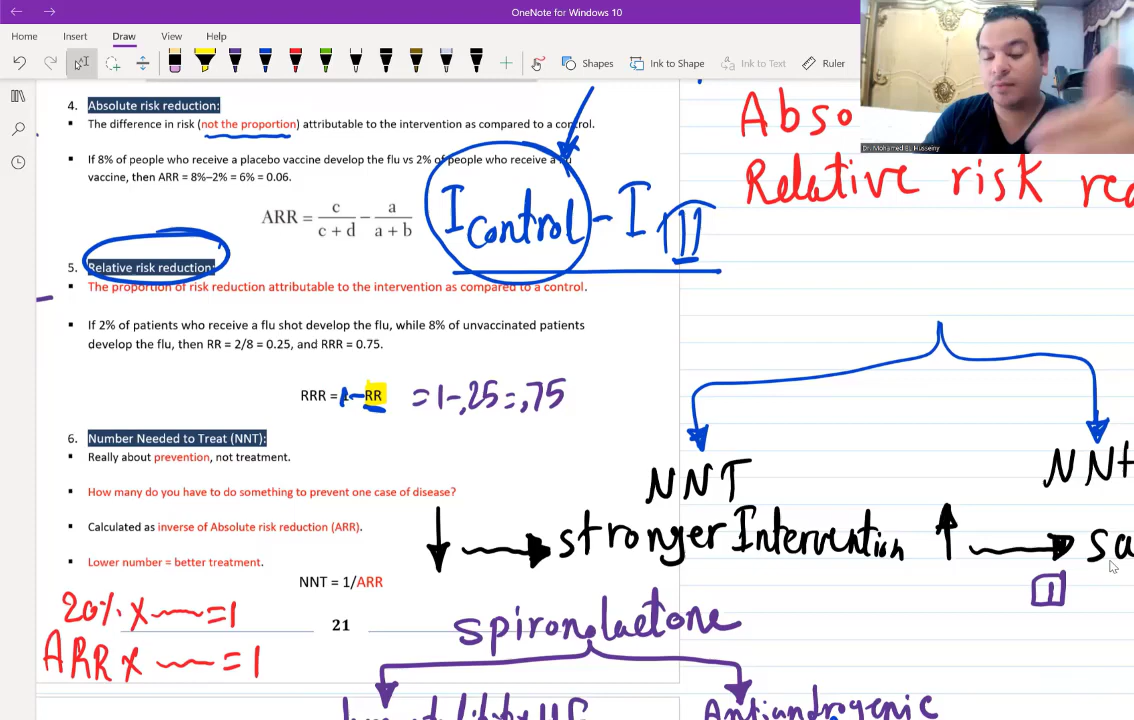 OneNote for Windows 10
Home Insert Draw View Help
Shapes Ink to Shape Ink to Text Ruler
4. Absolute risk reduction:
▪ The difference in risk (not the proportion) attributable to the intervention as compared to a control.
▪ If 8% of people who receive a placebo vaccine develop the flu vs 2% of people who receive a
vaccine, then ARR = 8%–2% = 6% = 0.06.
ARR = c/(c + d) − a/(a + b)
I control - I
5. Relative risk reduction:
▪ The proportion of risk reduction attributable to the intervention as compared to a control.
▪ If 2% of patients who receive a flu shot develop the flu, while 8% of unvaccinated patients
develop the flu, then RR = 2/8 = 0.25, and RRR = 0.75.
RRR = 1 - RR = 1-,25 = ,75
6. Number Needed to Treat (NNT):
▪ Really about prevention, not treatment.
▪ How many do you have to do something to prevent one case of disease?
▪ Calculated as inverse of Absolute risk reduction (ARR).
▪ Lower number = better treatment.
NNT = 1/ARR
20% x = 1
ARR x = 1
21
Abso
Relative risk red
Dr. Mohamed EL Husseiny
NNT NNH
stronger Intervention sa
1
spironolactone
Antiandrogenic